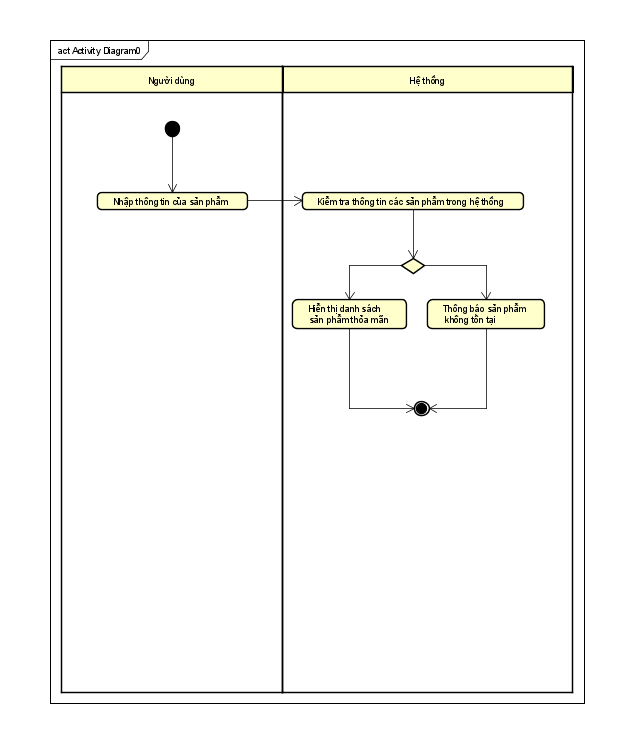 act Activity Diagram0
Người dùng
Hệ thống
Nhập thông tin của sản phẩm
Kiểm tra thông tin các sản phẩm trong hệ thống
Hiển thị danh sách
sản phẩm thỏa mãn
Thông báo sản phẩm
không tồn tại